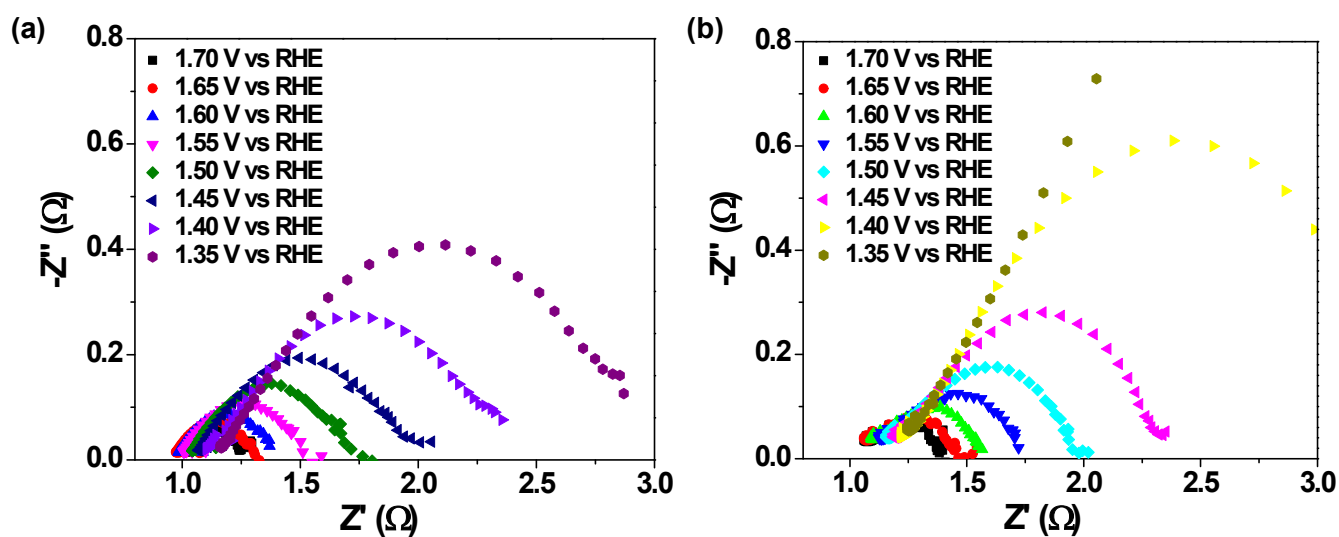 (a)
0.8
0.6
0.4
0.2
0.0
-Z″ (Ω)
1.70 V vs RHE
1.65 V vs RHE
1.60 V vs RHE
1.55 V vs RHE
1.50 V vs RHE
1.45 V vs RHE
1.40 V vs RHE
1.35 V vs RHE
1.0 1.5 2.0 2.5 3.0
Z' (Ω)
(b)
0.8
0.6
0.4
0.2
0.0
-Z″ (Ω)
1.70 V vs RHE
1.65 V vs RHE
1.60 V vs RHE
1.55 V vs RHE
1.50 V vs RHE
1.45 V vs RHE
1.40 V vs RHE
1.35 V vs RHE
1.0 1.5 2.0 2.5 3.0
Z' (Ω)